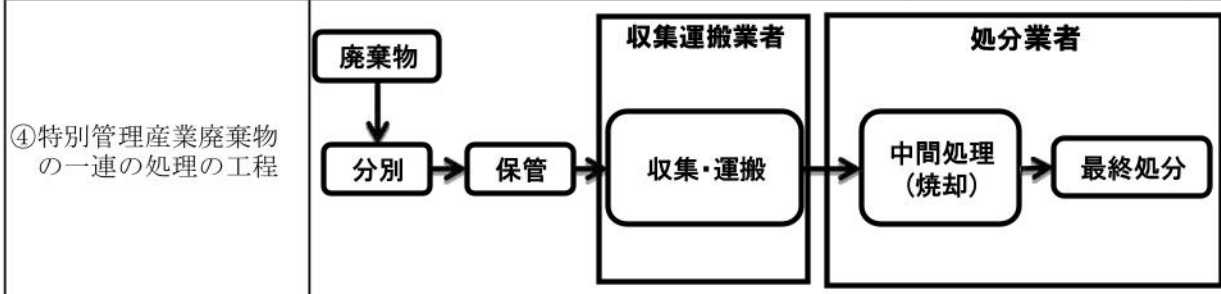 ④特別管理産業廃棄物
の一連の処理の工程
廃棄物
分別
保管
収集運搬業者
収集・運搬
処分業者
中間処理
(焼却)
最終処分